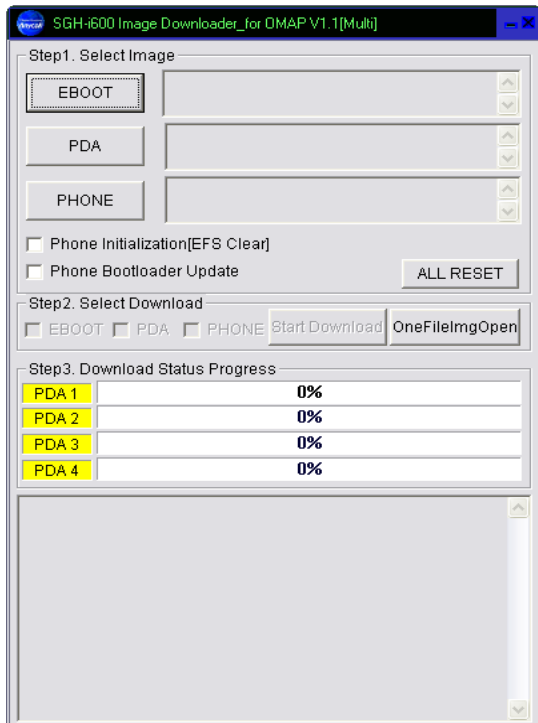 Anycall SGH-i600 Image Downloader_for OMAP V1.1[Multi]
Step1. Select Image
EBOOT
PDA
PHONE
Phone Initialization[EFS Clear]
Phone Bootloader Update
ALL RESET
Step2. Select Download
EBOOT PDA PHONE Start Download OneFileImgOpen
Step3. Download Status Progress
PDA 1 0%
PDA 2 0%
PDA 3 0%
PDA 4 0%